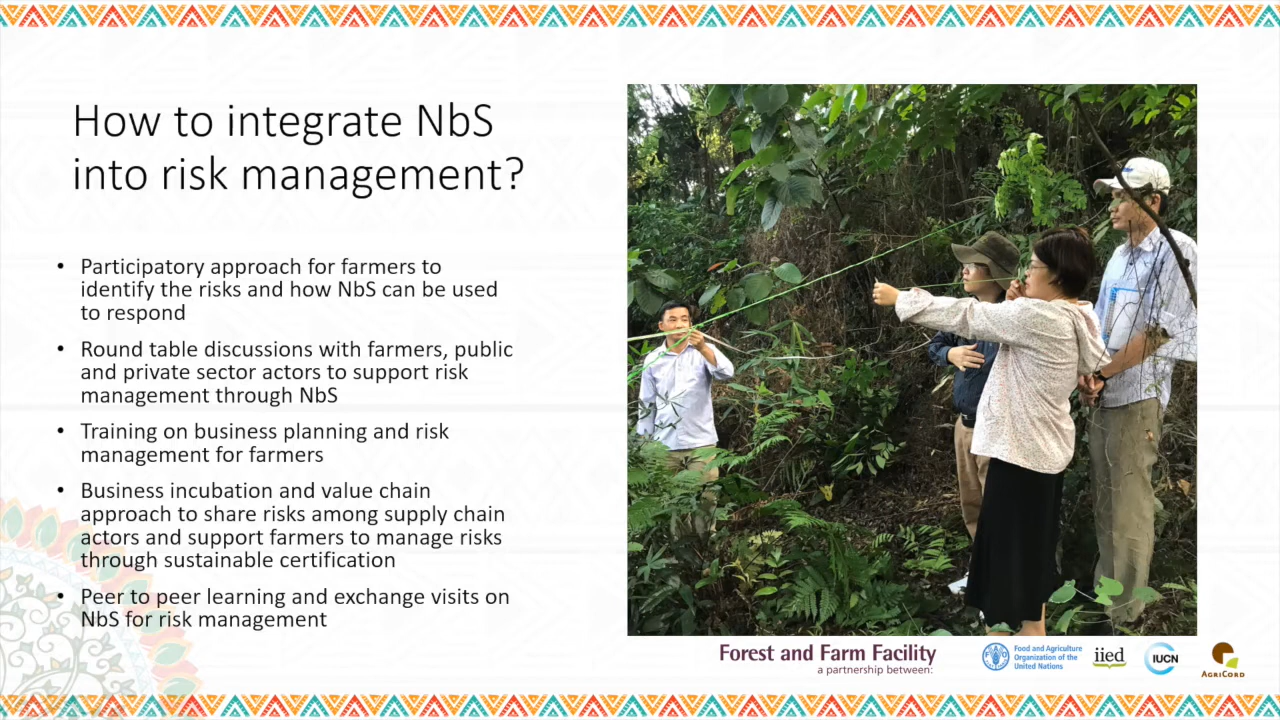 How to integrate NbS
into risk management?
• Participatory approach for farmers to
identify the risks and how NbS can be used
to respond
• Round table discussions with farmers, public
and private sector actors to support risk
management through NbS
• Training on business planning and risk
management for farmers
• Business incubation and value chain
approach to share risks among supply chain
actors and support farmers to manage risks
through sustainable certification
• Peer to peer learning and exchange visits on
NbS for risk management
Forest and Farm Facility
a partnership between:
Food and Agriculture
Organization of the
United Nations
iied
IUCN
AGRICORD